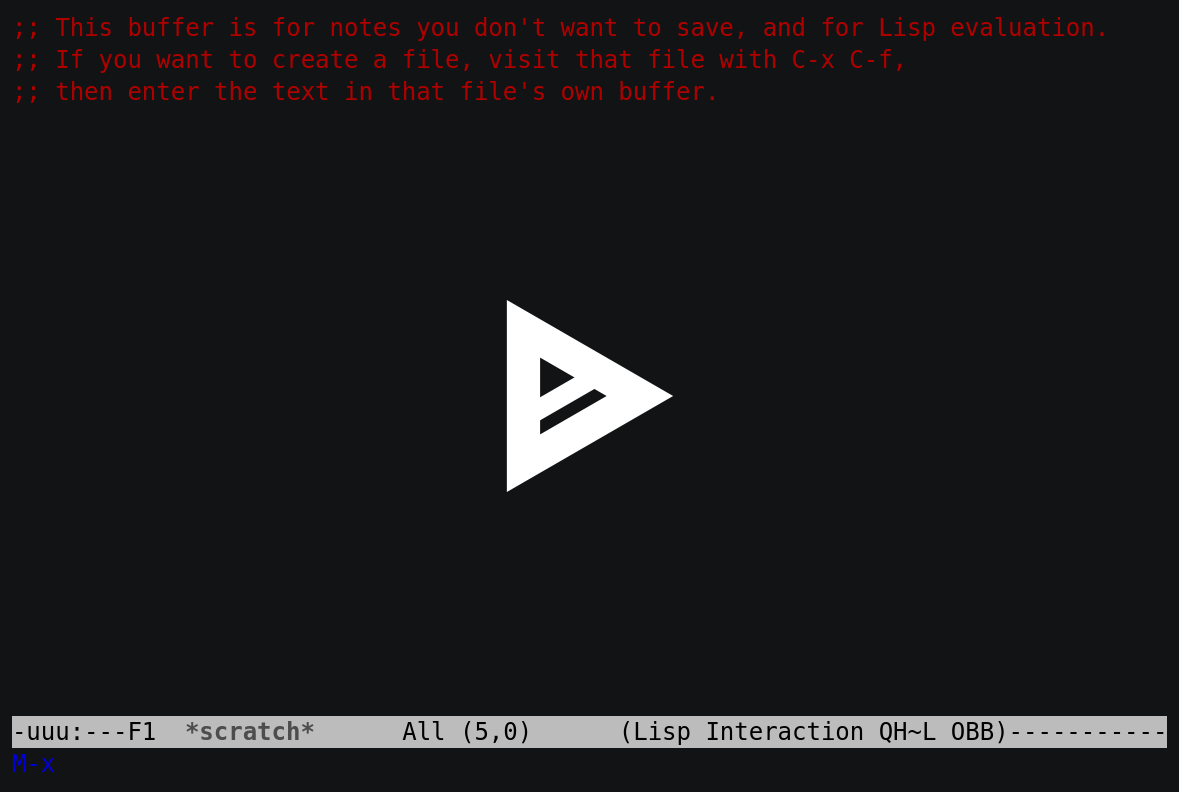 ;; This buffer is for notes you don't want to save, and for Lisp evaluation.
;; If you want to create a file, visit that file with C-x C-f,
;; then enter the text in that file's own buffer.
-uuu:---F1  *scratch*      All (5,0)      (Lisp Interaction QH~L OBB)-----------
M-x